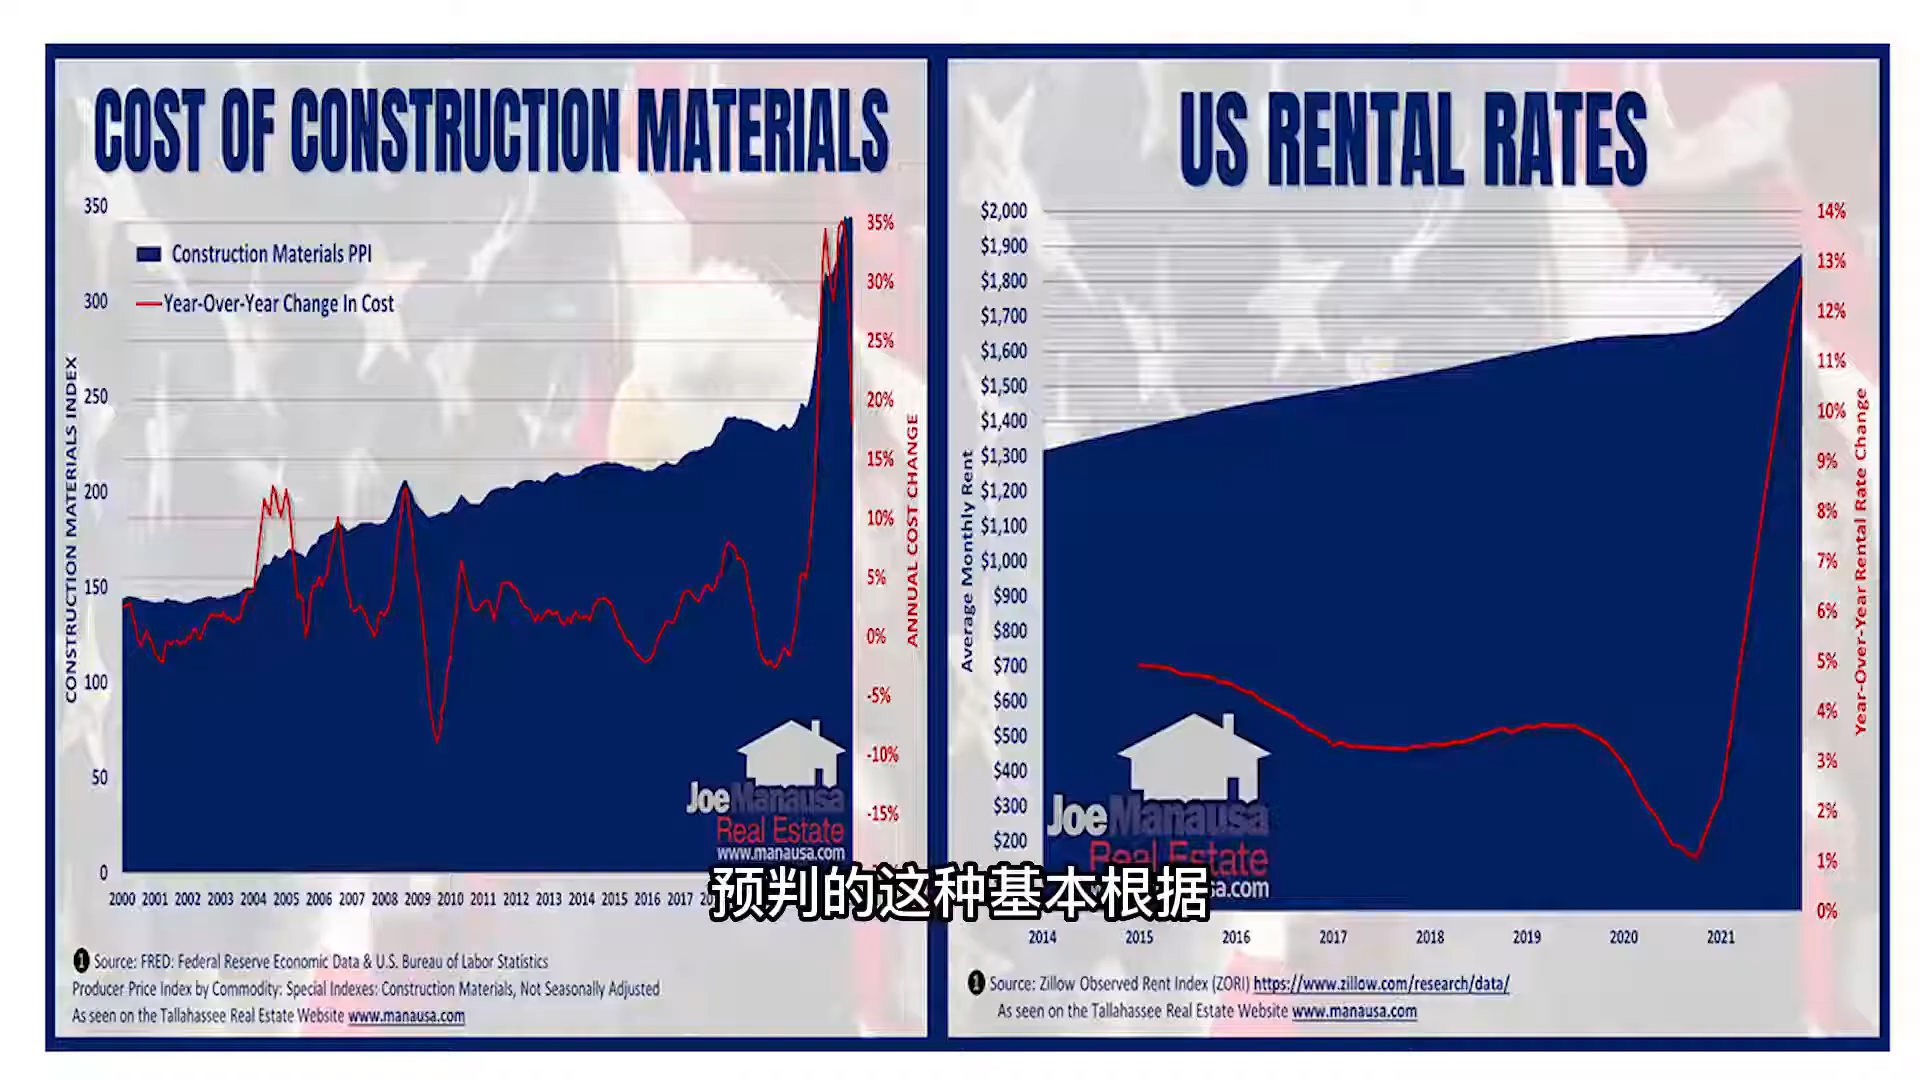 COST OF CONSTRUCTION MATERIALS
350
300
250
200
150
100
50
0
CONSTRUCTION MATERIALS INDEX
Construction Materials PPI
Year-Over-Year Change In Cost
35%
30%
25%
20%
15%
10%
5%
0%
-5%
-10%
-15%
ANNUAL COST CHANGE
JoeManausa
Real Estate
www.manausa.com
2000 2001 2002 2003 2004 2005 2006 2007 2008 2009 2010 2011 2012 2013 2014 2015 2016 2017
1 Source: FRED: Federal Reserve Economic Data & U.S. Bureau of Labor Statistics
Producer Price Index by Commodity: Special Indexes: Construction Materials, Not Seasonally Adjusted
As seen on the Tallahassee Real Estate Website www.manausa.com
US RENTAL RATES
$2,000
$1,900
$1,800
$1,700
$1,600
$1,500
$1,400
$1,300
$1,200
$1,100
$1,000
$900
$800
$700
$600
$500
$400
$300
$200
Average Monthly Rent
14%
13%
12%
11%
10%
9%
8%
7%
6%
5%
4%
3%
2%
1%
0%
Year-Over-Year Rental Rate Change
JoeManausa
Real Estate
sa.com
2014 2015 2016 2017 2018 2019 2020 2021
1 Source: Zillow Observed Rent Index (ZORI) https://www.zillow.com/research/data/
As seen on the Tallahassee Real Estate Website www.manausa.com
预判的这种基本根据